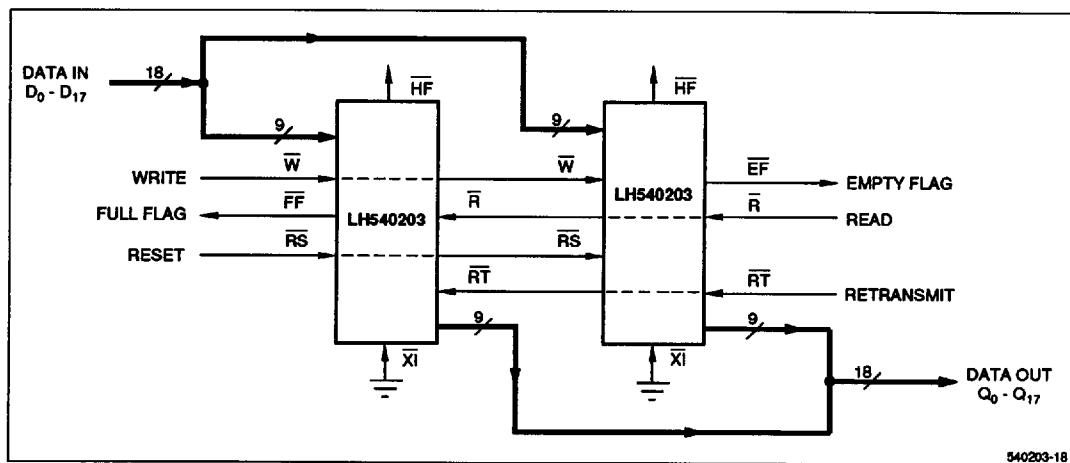 DATA IN
D0 - D17
18
HF
HF
9
9
W
W
WRITE
EF
EMPTY FLAG
FULL FLAG
FF
LH540203
R
LH540203
R
READ
RESET
RS
RS
RT
RT
RETRANSMIT
9
9
XI
XI
18
DATA OUT
Q0 - Q17
540203-18